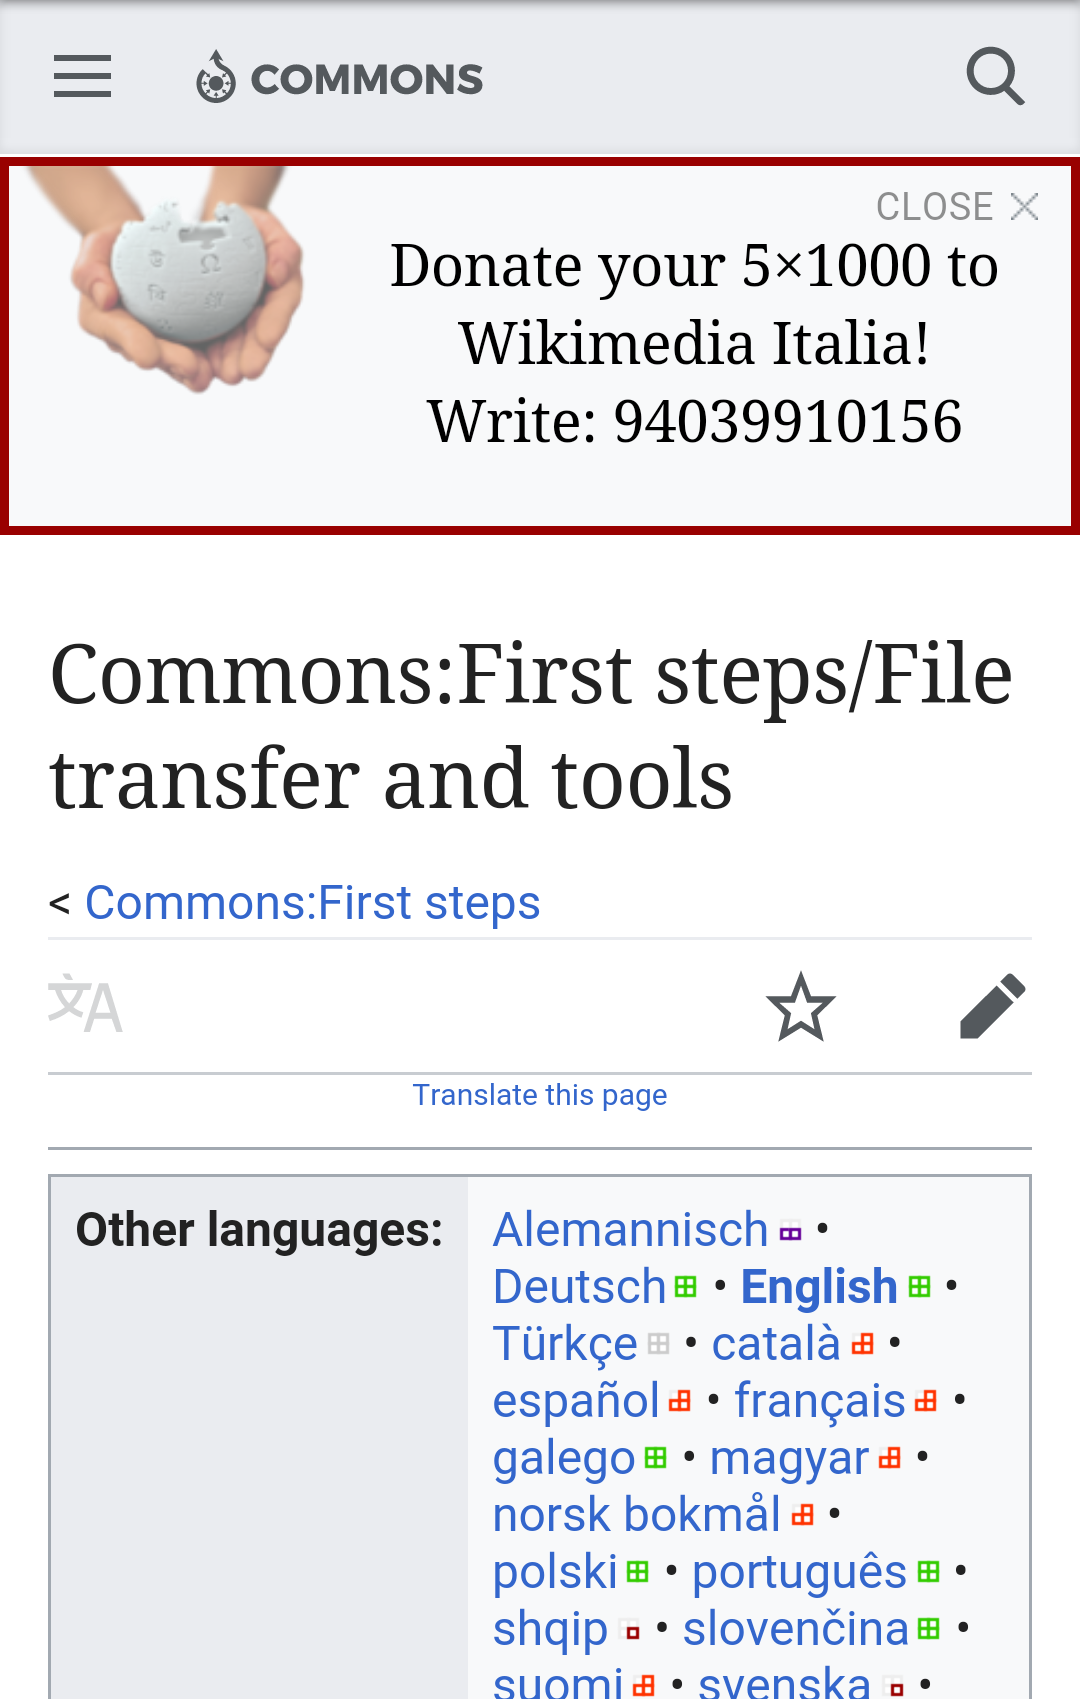 COMMONS
CLOSE
Donate your 5×1000 to
Wikimedia Italia!
Write: 94039910156
Commons:First steps/File
transfer and tools
< Commons:First steps
Translate this page
Other languages:
Alemannisch •
Deutsch • English •
Türkçe • català •
español • français •
galego • magyar •
norsk bokmål •
polski • português •
shqip • slovenčina •
suomi • svenska •